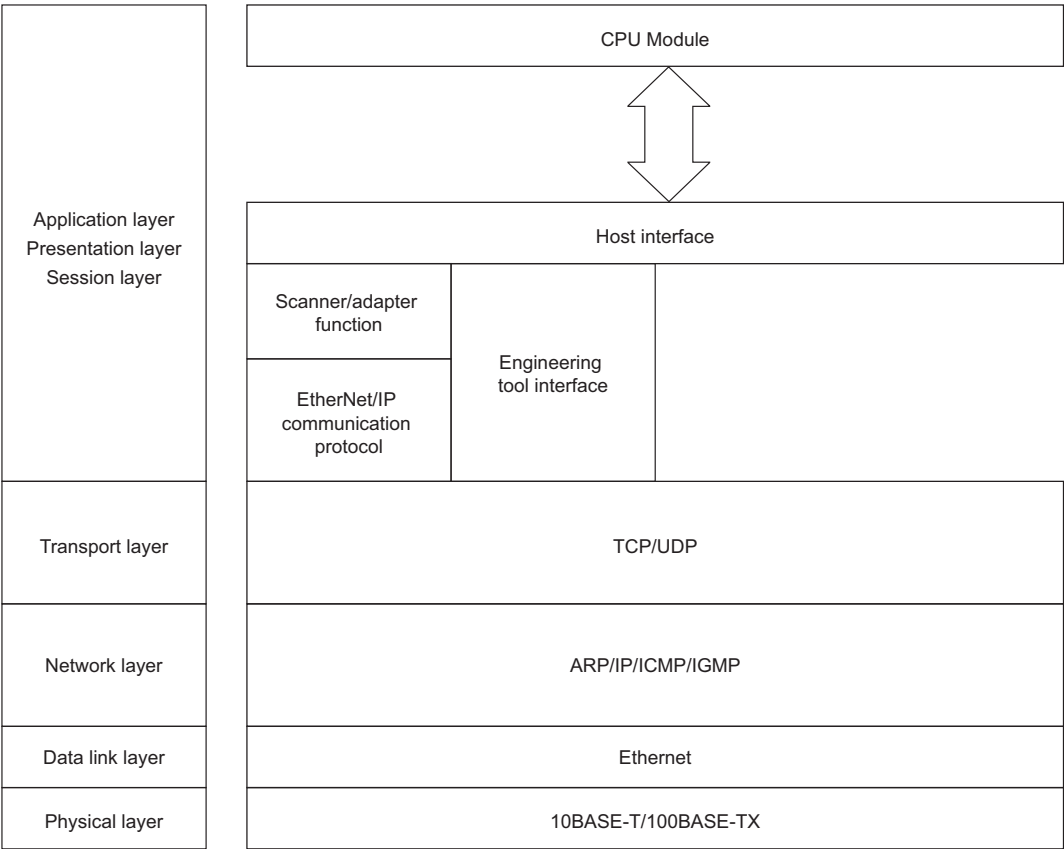 CPU Module
Application layer
Presentation layer
Session layer
Host interface
Scanner/adapter
function
Engineering
tool interface
EtherNet/IP
communication
protocol
Transport layer
TCP/UDP
Network layer
ARP/IP/ICMP/IGMP
Data link layer
Ethernet
Physical layer
10BASE-T/100BASE-TX